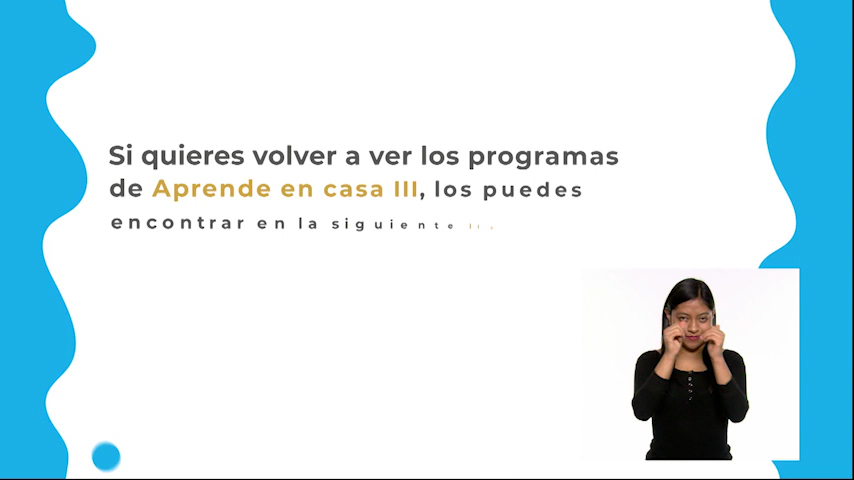 Si quieres volver a ver los programas
de Aprende en casa III, los puedes
encontrar en la siguiente